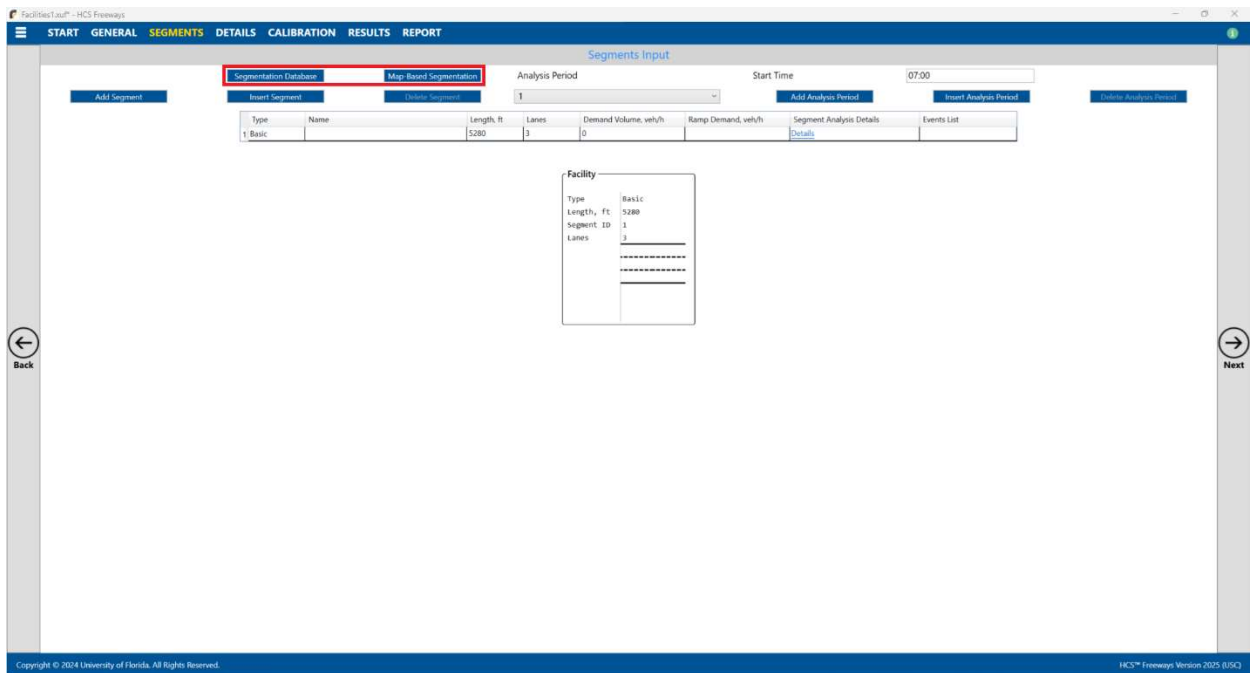 Facilities1.xuf* - HCS Freeways
START GENERAL SEGMENTS DETAILS CALIBRATION RESULTS REPORT
Segments Input
Segmentation Database Map-Based Segmentation Analysis Period Start Time 07:00
Add Segment Insert Segment Delete Segment 1 Add Analysis Period Insert Analysis Period Delete Analysis Period
Type Name Length, ft Lanes Demand Volume, veh/h Ramp Demand, veh/h Segment Analysis Details Events List
1 Basic 5280 3 0 Details
Facility
Type Basic
Length, ft 5280
Segment ID 1
Lanes 3
Back
Next
Copyright © 2024 University of Florida. All Rights Reserved. HCS™ Freeways Version 2025 (USC)